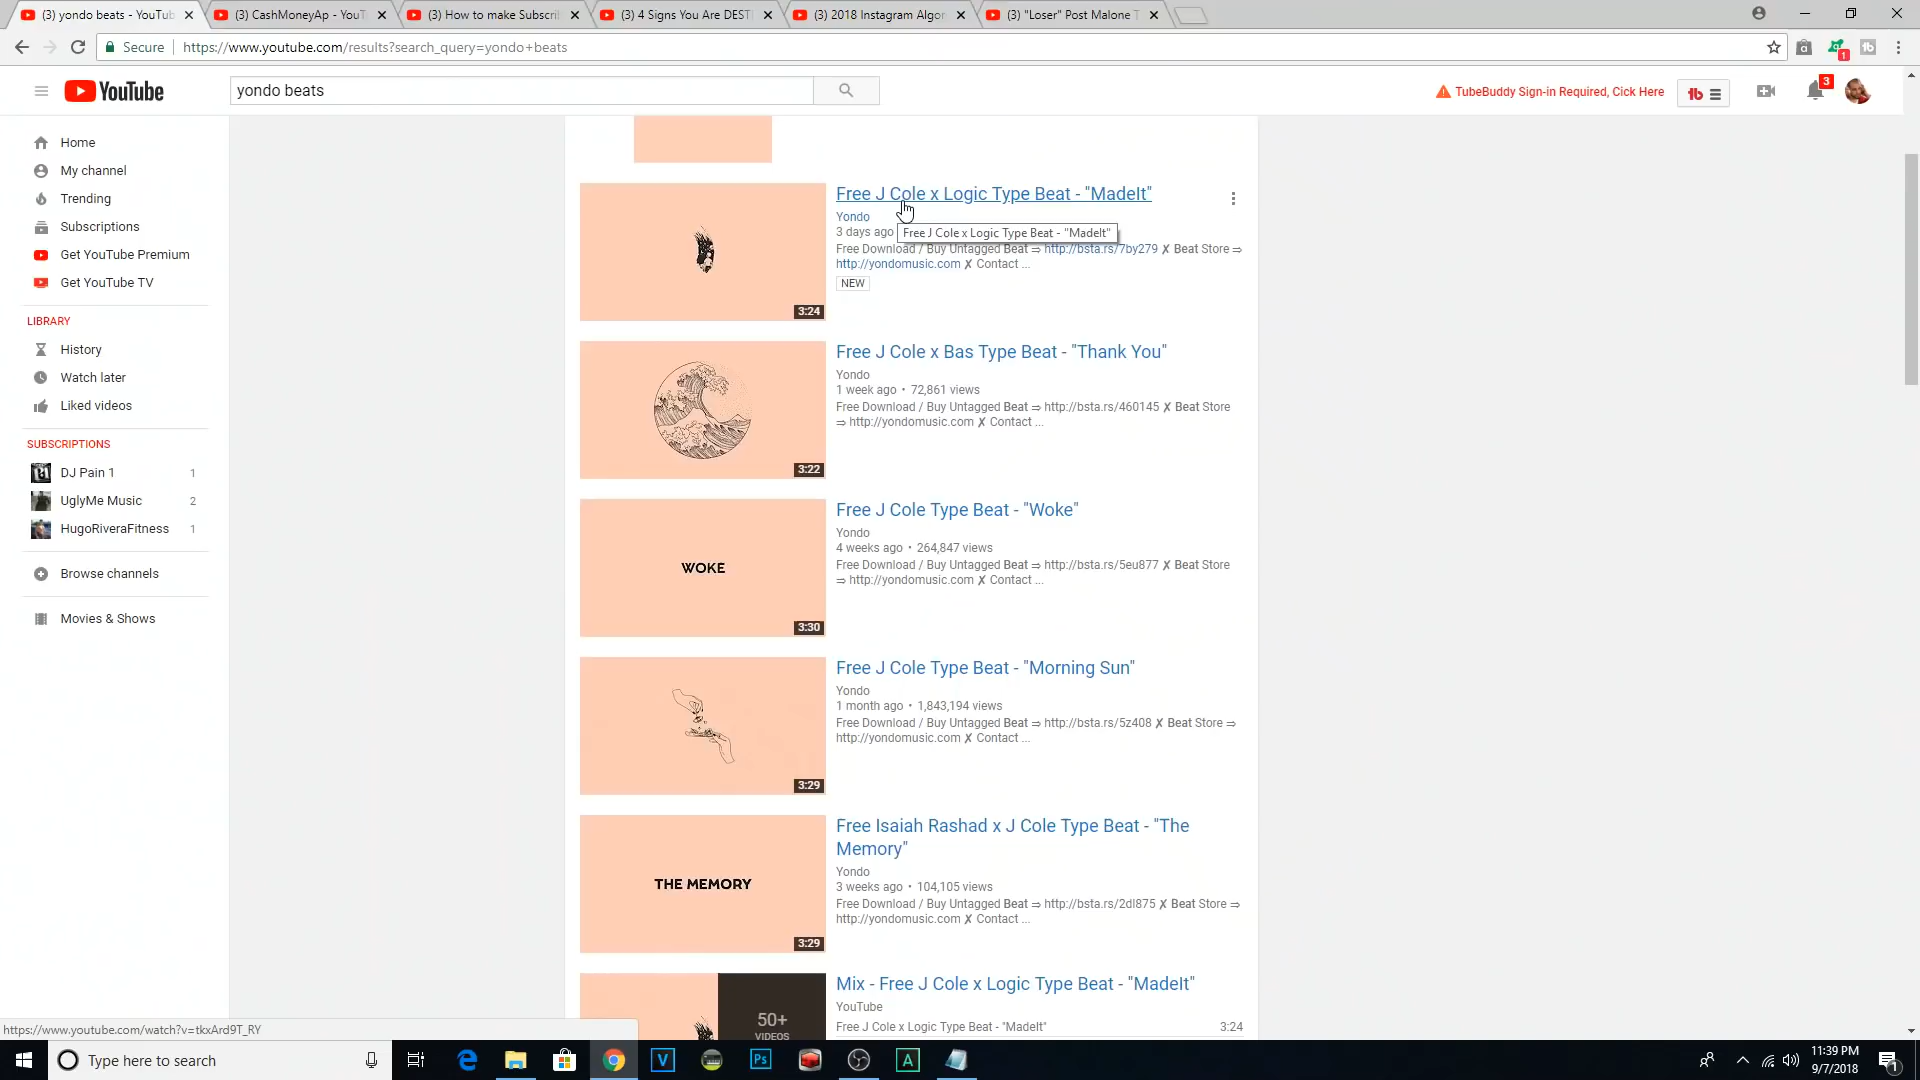 (3) yondo beats - YouTub
(3) CashMoneyAp - YouT
(3) How to make Subscri
(3) 4 Signs You Are DEST
(3) 2018 Instagram Algor
(3) "Loser" Post Malone T
Secure
https://www.youtube.com/results?search_query=yondo+beats
1
YouTube
yondo beats
TubeBuddy Sign-in Required, Cick Here
tb
3
Home
My channel
Trending
Subscriptions
Get YouTube Premium
Get YouTube TV
LIBRARY
History
Watch later
Liked videos
SUBSCRIPTIONS
DJ Pain 1 1
UglyMe Music 2
HugoRiveraFitness 1
Browse channels
Movies & Shows
Free J Cole x Logic Type Beat - "MadeIt"
Yondo
3 days ago
Free J Cole x Logic Type Beat - "MadeIt"
Free Download / Buy Untagged Beat ⇒ http://bsta.rs/7by279 ✗ Beat Store ⇒
http://yondomusic.com ✗ Contact ...
NEW
3:24
Free J Cole x Bas Type Beat - "Thank You"
Yondo
1 week ago • 72,861 views
Free Download / Buy Untagged Beat ⇒ http://bsta.rs/460145 ✗ Beat Store
⇒ http://yondomusic.com ✗ Contact ...
3:22
Free J Cole Type Beat - "Woke"
Yondo
4 weeks ago • 264,847 views
Free Download / Buy Untagged Beat ⇒ http://bsta.rs/5eu877 ✗ Beat Store
⇒ http://yondomusic.com ✗ Contact ...
WOKE
3:30
Free J Cole Type Beat - "Morning Sun"
Yondo
1 month ago • 1,843,194 views
Free Download / Buy Untagged Beat ⇒ http://bsta.rs/5z408 ✗ Beat Store ⇒
http://yondomusic.com ✗ Contact ...
3:29
Free Isaiah Rashad x J Cole Type Beat - "The
Memory"
Yondo
3 weeks ago • 104,105 views
Free Download / Buy Untagged Beat ⇒ http://bsta.rs/2dl875 ✗ Beat Store ⇒
http://yondomusic.com ✗ Contact ...
THE MEMORY
3:29
Mix - Free J Cole x Logic Type Beat - "MadeIt"
YouTube
Free J Cole x Logic Type Beat - "MadeIt" 3:24
50+
VIDEOS
https://www.youtube.com/watch?v=tkxArd9T_RY
Type here to search
11:39 PM
9/7/2018
1